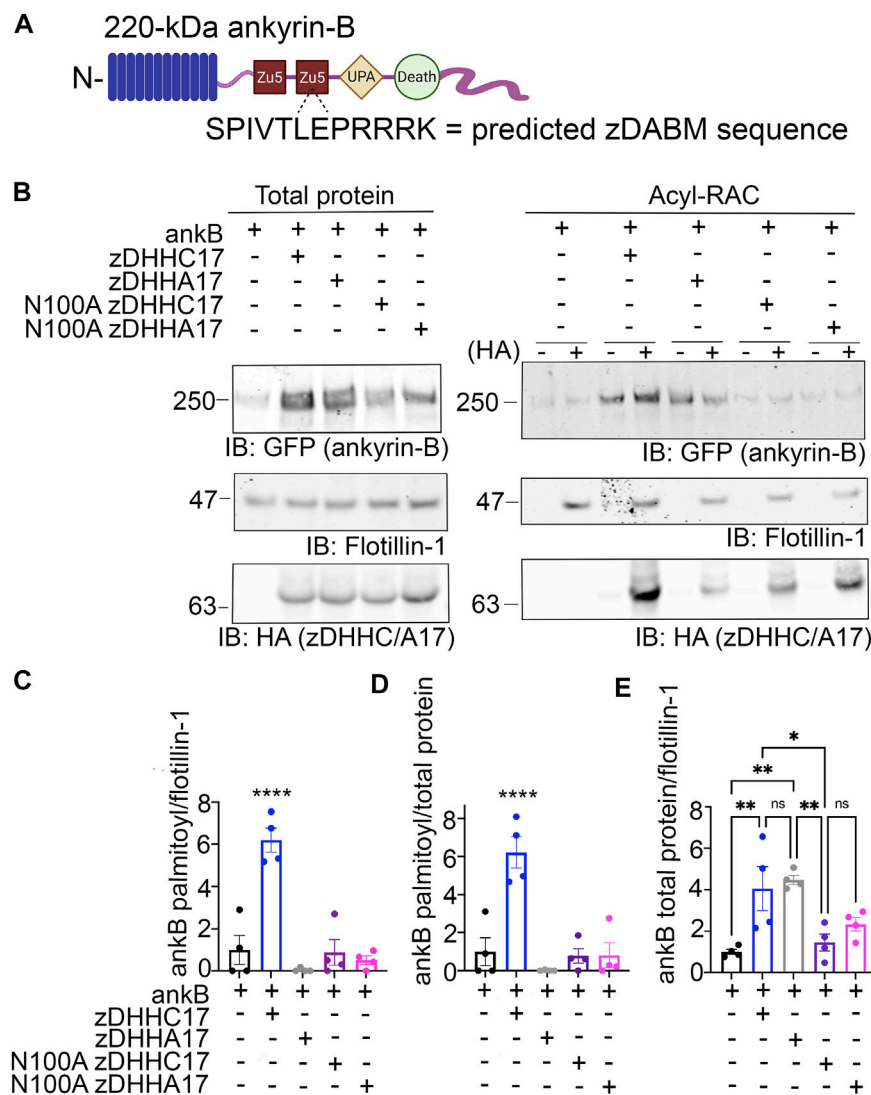 A
220-kDa ankyrin-B
N-
Zu5 Zu5 UPA Death
SPIVTLEPRRRK = predicted zDABM sequence
B
Total protein Acyl-RAC
ankB + + + + + + + + + +
zDHHC17 - + - - - - + - - -
zDHHA17 - - + - - - - + - -
N100A zDHHC17 - - - + - - - - + -
N100A zDHHA17 - - - - + - - - - +
(HA) - + - + - + - + - +
250 250
IB: GFP (ankyrin-B) IB: GFP (ankyrin-B)
47 47
IB: Flotillin-1 IB: Flotillin-1
63 63
IB: HA (zDHHC/A17) IB: HA (zDHHC/A17)
C
ankB palmitoyl/flotillin-1
8
6
4
2
0
****
D
ankB palmitoyl/total protein
8
6
4
2
0
****
E
ankB total protein/flotillin-1
8
6
4
2
0
*
**
** ns ** ns
ankB + + + + + + + + + + + + + + +
zDHHC17 - + - - - - + - - - - + - - -
zDHHA17 - - + - - - - + - - - - + - -
N100A zDHHC17 - - - + - - - - + - - - - + -
N100A zDHHA17 - - - - + - - - - + - - - - +